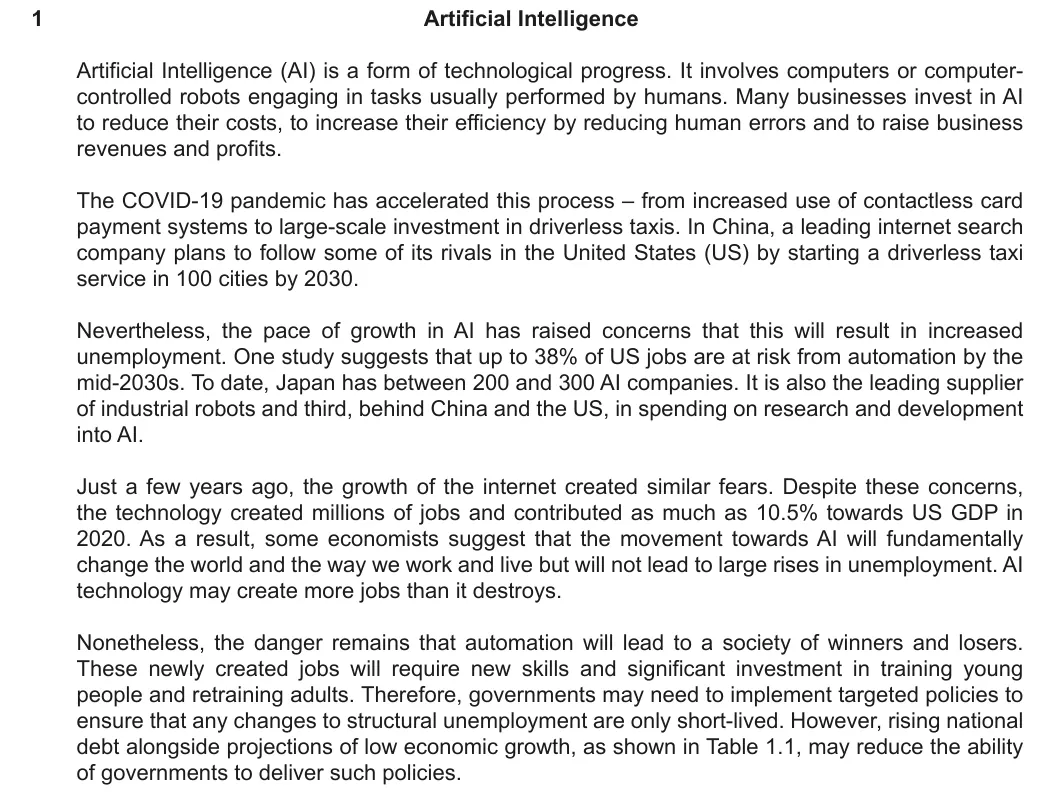 1 Artificial Intelligence
Artificial Intelligence (AI) is a form of technological progress. It involves computers or computer-
controlled robots engaging in tasks usually performed by humans. Many businesses invest in AI
to reduce their costs, to increase their efficiency by reducing human errors and to raise business
revenues and profits.
The COVID-19 pandemic has accelerated this process – from increased use of contactless card
payment systems to large-scale investment in driverless taxis. In China, a leading internet search
company plans to follow some of its rivals in the United States (US) by starting a driverless taxi
service in 100 cities by 2030.
Nevertheless, the pace of growth in AI has raised concerns that this will result in increased
unemployment. One study suggests that up to 38% of US jobs are at risk from automation by the
mid-2030s. To date, Japan has between 200 and 300 AI companies. It is also the leading supplier
of industrial robots and third, behind China and the US, in spending on research and development
into AI.
Just a few years ago, the growth of the internet created similar fears. Despite these concerns,
the technology created millions of jobs and contributed as much as 10.5% towards US GDP in
2020. As a result, some economists suggest that the movement towards AI will fundamentally
change the world and the way we work and live but will not lead to large rises in unemployment. AI
technology may create more jobs than it destroys.
Nonetheless, the danger remains that automation will lead to a society of winners and losers.
These newly created jobs will require new skills and significant investment in training young
people and retraining adults. Therefore, governments may need to implement targeted policies to
ensure that any changes to structural unemployment are only short-lived. However, rising national
debt alongside projections of low economic growth, as shown in Table 1.1, may reduce the ability
of governments to deliver such policies.